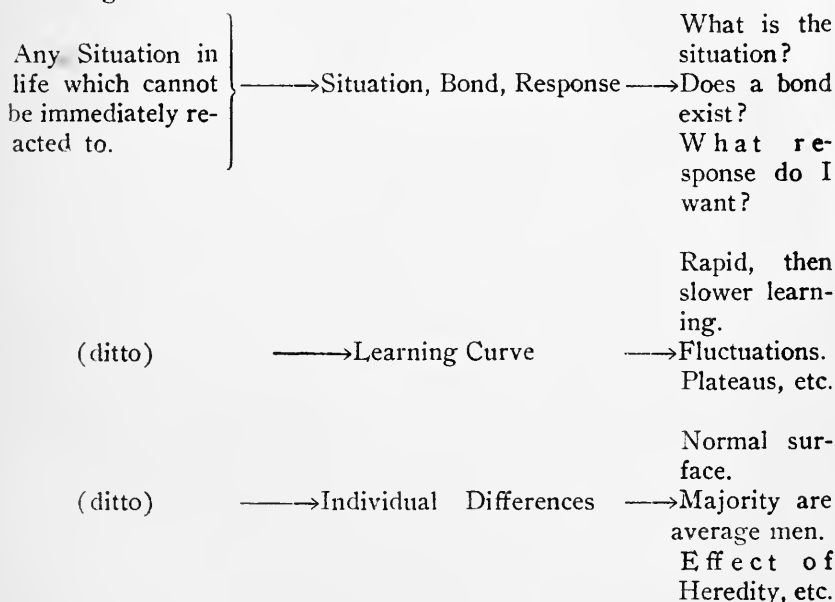 Any Situation in
life which cannot
be immediately re-
acted to.
⟶Situation, Bond, Response⟶
What is the
situation?
Does a bond
exist?
What re-
sponse do I
want?
(ditto)
⟶Learning Curve
⟶
Rapid, then
slower learn-
ing.
Fluctuations.
Plateaus, etc.
(ditto)
⟶Individual Differences
⟶
Normal sur-
face.
Majority are
average men.
Effect of
Heredity, etc.